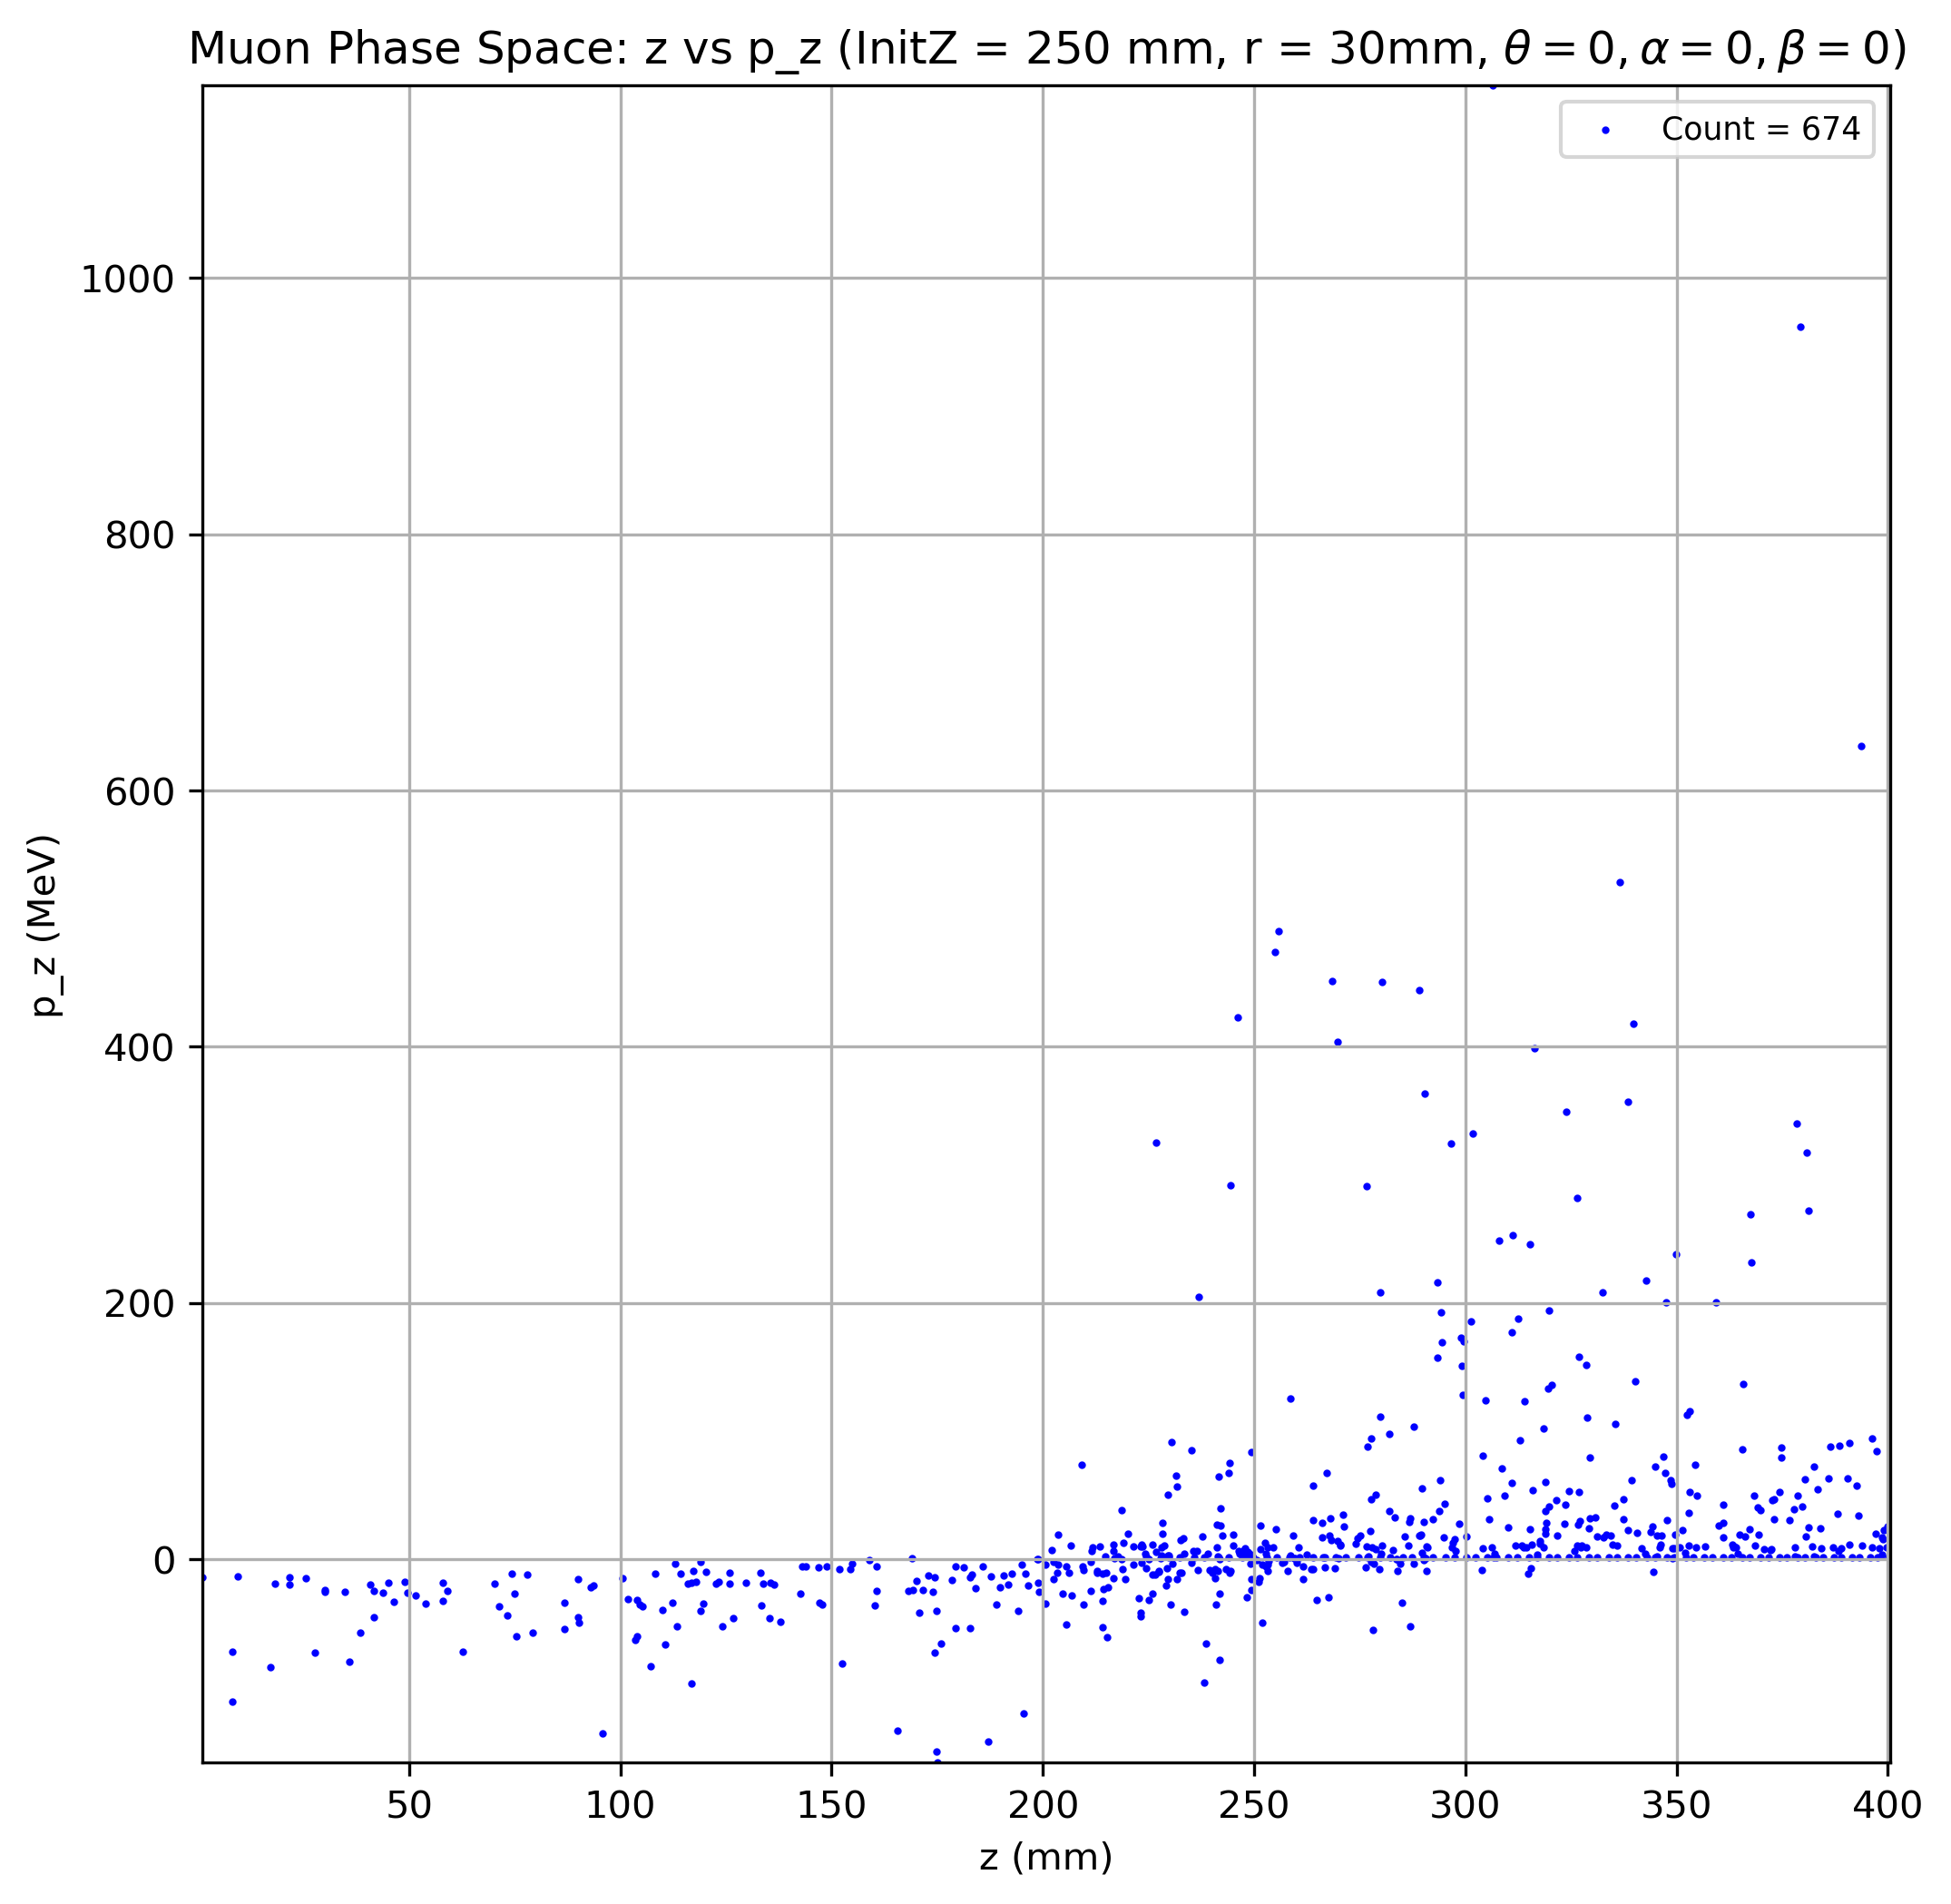 Muon Phase Space: z vs p_z (InitZ = 250 mm, r = 30mm, θ = 0, α = 0, β = 0)
Count = 674
1000
800
600
400
200
0
p_z (MeV)
50 100 150 200 250 300 350 400
z (mm)